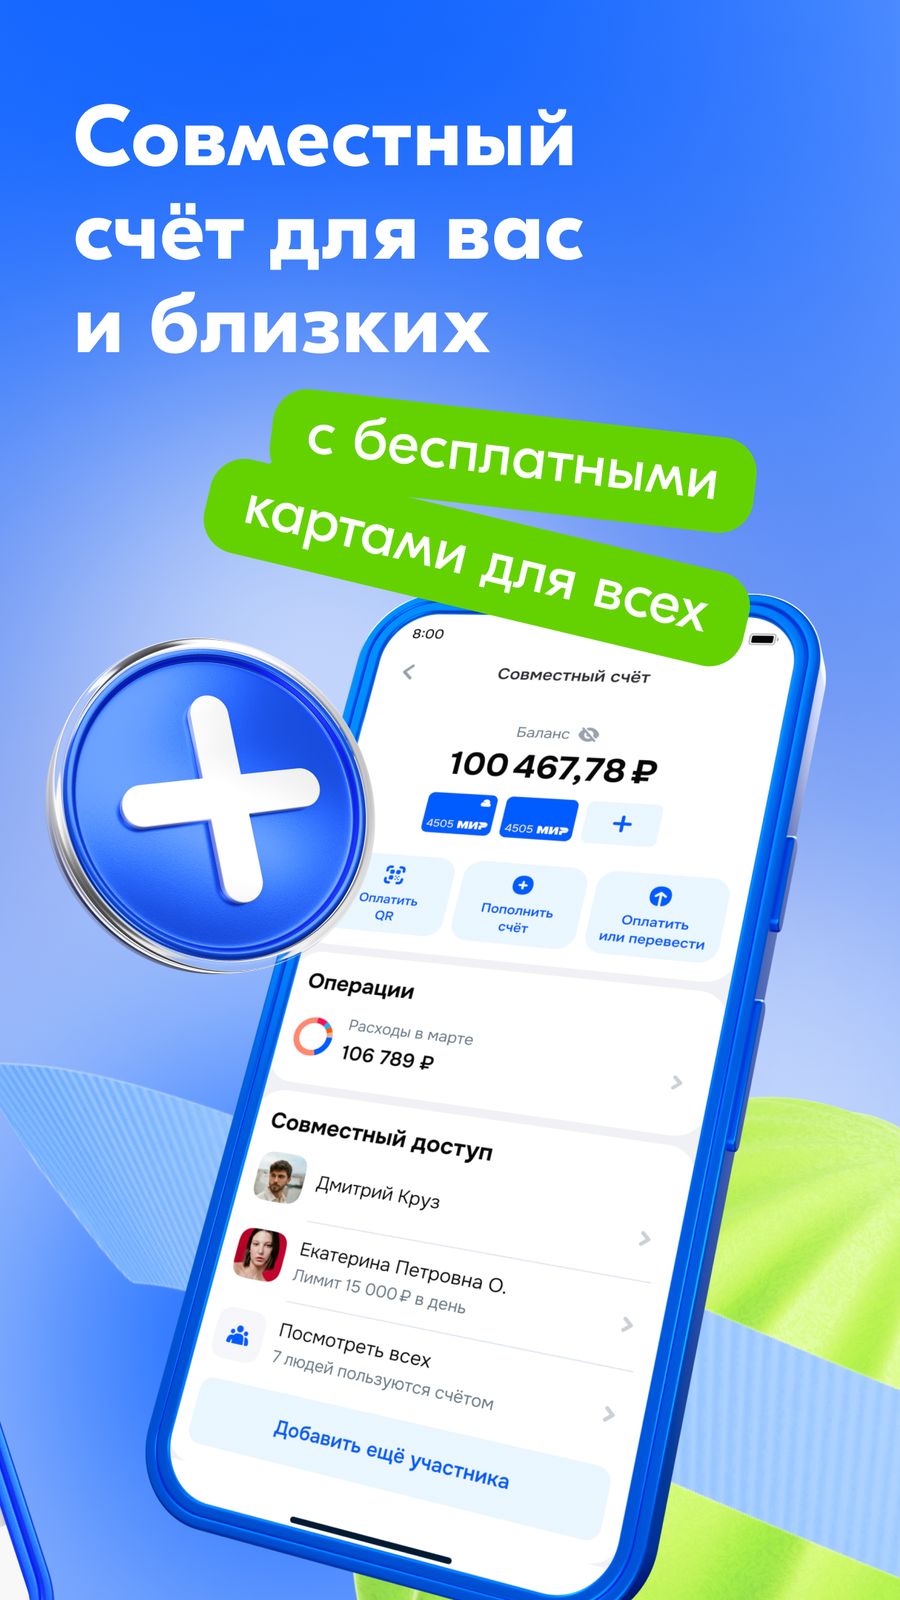 Совместный
счёт для вас
и близких
с бесплатными
картами для всех
8:00
Совместный счёт
Баланс
100 467,78 ₽
4505 МИР
4505 МИР
Оплатить
QR
Пополнить
счёт
Оплатить
или перевести
Операции
Расходы в марте
106 789 ₽
Совместный доступ
Дмитрий Круз
Екатерина Петровна О.
Лимит 15 000 ₽ в день
Посмотреть всех
7 людей пользуются счётом
Добавить ещё участника